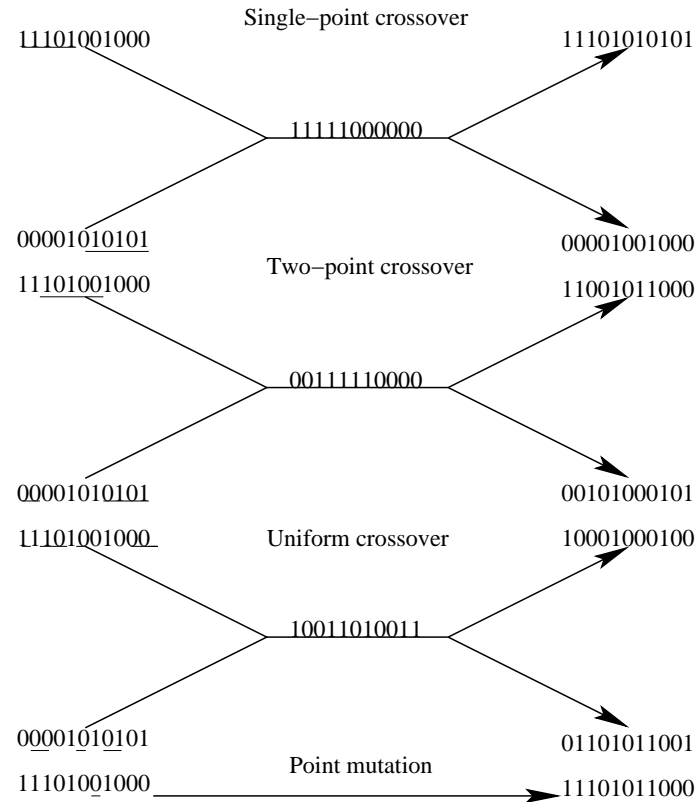 Single-point crossover
11101001000 11101010101
11111000000
00001010101 00001001000
Two-point crossover
11101001000 11001011000
00111110000
00001010101 00101000101
Uniform crossover
11101001000 10001000100
10011010011
00001010101 01101011001
Point mutation
11101001000 11101011000